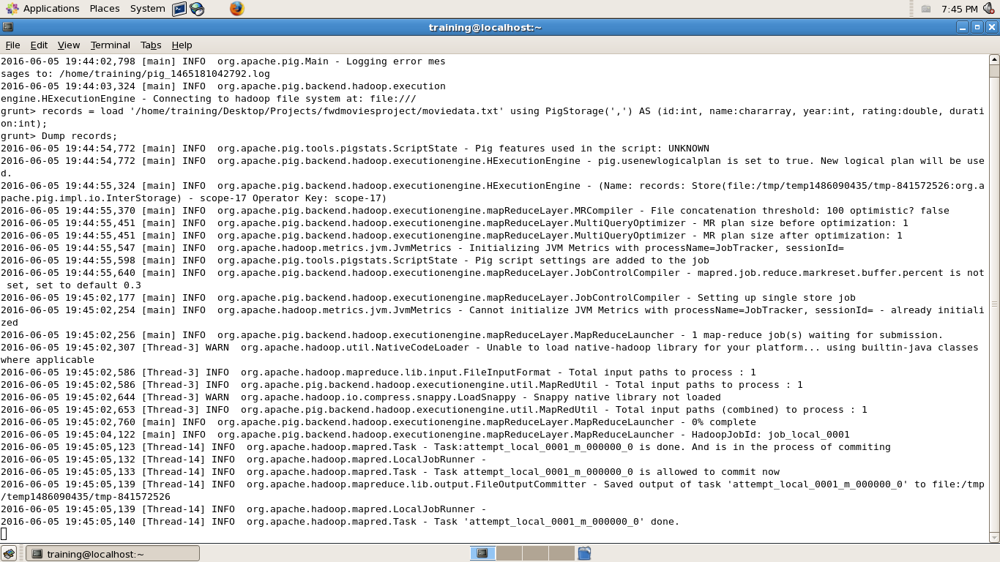 Applications Places System 7:45 PM
training@localhost:~
File Edit View Terminal Tabs Help
2016-06-05 19:44:02,798 [main] INFO  org.apache.pig.Main - Logging error mes
sages to: /home/training/pig_1465181042792.log
2016-06-05 19:44:03,324 [main] INFO  org.apache.pig.backend.hadoop.execution
engine.HExecutionEngine - Connecting to hadoop file system at: file:///
grunt> records = load '/home/training/Desktop/Projects/fwdmoviesproject/moviedata.txt' using PigStorage(',') AS (id:int, name:chararray, year:int, rating:double, durati
on:int);
grunt> Dump records;
2016-06-05 19:44:54,772 [main] INFO  org.apache.pig.tools.pigstats.ScriptState - Pig features used in the script: UNKNOWN
2016-06-05 19:44:54,772 [main] INFO  org.apache.pig.backend.hadoop.executionengine.HExecutionEngine - pig.usenewlogicalplan is set to true. New logical plan will be use
d.
2016-06-05 19:44:55,324 [main] INFO  org.apache.pig.backend.hadoop.executionengine.HExecutionEngine - (Name: records: Store(file:/tmp/temp1486090435/tmp-841572526:org.a
pache.pig.impl.io.InterStorage) - scope-17 Operator Key: scope-17)
2016-06-05 19:44:55,370 [main] INFO  org.apache.pig.backend.hadoop.executionengine.mapReduceLayer.MRCompiler - File concatenation threshold: 100 optimistic? false
2016-06-05 19:44:55,451 [main] INFO  org.apache.pig.backend.hadoop.executionengine.mapReduceLayer.MultiQueryOptimizer - MR plan size before optimization: 1
2016-06-05 19:44:55,451 [main] INFO  org.apache.pig.backend.hadoop.executionengine.mapReduceLayer.MultiQueryOptimizer - MR plan size after optimization: 1
2016-06-05 19:44:55,547 [main] INFO  org.apache.hadoop.metrics.jvm.JvmMetrics - Initializing JVM Metrics with processName=JobTracker, sessionId=
2016-06-05 19:44:55,598 [main] INFO  org.apache.pig.tools.pigstats.ScriptState - Pig script settings are added to the job
2016-06-05 19:44:55,640 [main] INFO  org.apache.pig.backend.hadoop.executionengine.mapReduceLayer.JobControlCompiler - mapred.job.reduce.markreset.buffer.percent is not
 set, set to default 0.3
2016-06-05 19:45:02,177 [main] INFO  org.apache.pig.backend.hadoop.executionengine.mapReduceLayer.JobControlCompiler - Setting up single store job
2016-06-05 19:45:02,254 [main] INFO  org.apache.hadoop.metrics.jvm.JvmMetrics - Cannot initialize JVM Metrics with processName=JobTracker, sessionId= - already initiali
zed
2016-06-05 19:45:02,256 [main] INFO  org.apache.pig.backend.hadoop.executionengine.mapReduceLayer.MapReduceLauncher - 1 map-reduce job(s) waiting for submission.
2016-06-05 19:45:02,307 [Thread-3] WARN  org.apache.hadoop.util.NativeCodeLoader - Unable to load native-hadoop library for your platform... using builtin-java classes
where applicable
2016-06-05 19:45:02,586 [Thread-3] INFO  org.apache.hadoop.mapreduce.lib.input.FileInputFormat - Total input paths to process : 1
2016-06-05 19:45:02,586 [Thread-3] INFO  org.apache.pig.backend.hadoop.executionengine.util.MapRedUtil - Total input paths to process : 1
2016-06-05 19:45:02,644 [Thread-3] WARN  org.apache.hadoop.io.compress.snappy.LoadSnappy - Snappy native library not loaded
2016-06-05 19:45:02,653 [Thread-3] INFO  org.apache.pig.backend.hadoop.executionengine.util.MapRedUtil - Total input paths (combined) to process : 1
2016-06-05 19:45:02,760 [main] INFO  org.apache.pig.backend.hadoop.executionengine.mapReduceLayer.MapReduceLauncher - 0% complete
2016-06-05 19:45:04,122 [main] INFO  org.apache.pig.backend.hadoop.executionengine.mapReduceLayer.MapReduceLauncher - HadoopJobId: job_local_0001
2016-06-05 19:45:05,123 [Thread-14] INFO  org.apache.hadoop.mapred.Task - Task:attempt_local_0001_m_000000_0 is done. And is in the process of commiting
2016-06-05 19:45:05,132 [Thread-14] INFO  org.apache.hadoop.mapred.LocalJobRunner -
2016-06-05 19:45:05,133 [Thread-14] INFO  org.apache.hadoop.mapred.Task - Task attempt_local_0001_m_000000_0 is allowed to commit now
2016-06-05 19:45:05,139 [Thread-14] INFO  org.apache.hadoop.mapreduce.lib.output.FileOutputCommitter - Saved output of task 'attempt_local_0001_m_000000_0' to file:/tmp
/temp1486090435/tmp-841572526
2016-06-05 19:45:05,139 [Thread-14] INFO  org.apache.hadoop.mapred.LocalJobRunner -
2016-06-05 19:45:05,140 [Thread-14] INFO  org.apache.hadoop.mapred.Task - Task 'attempt_local_0001_m_000000_0' done.
training@localhost:~